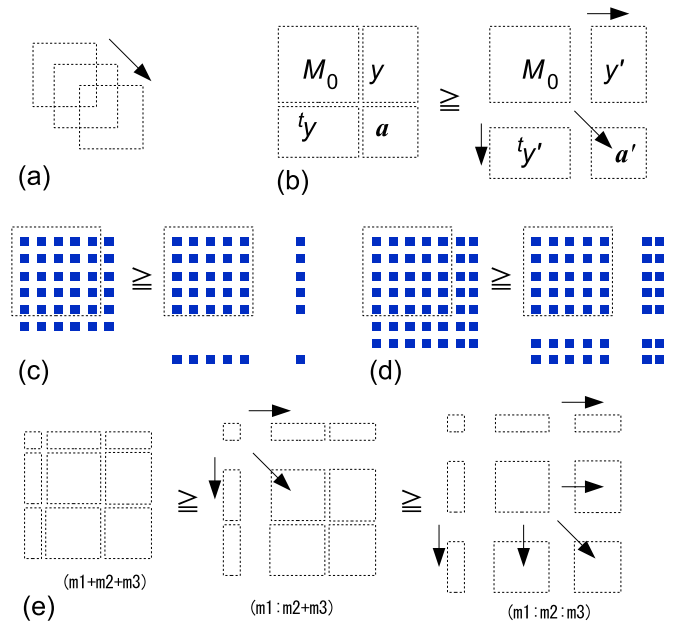 (a)
M₀ y
ᵗy a
≧
M₀ y'
ᵗy' a'
(b)
≧
(c)
≧
(d)
≧
≧
(m1+m2+m3)
(m1:m2+m3)
(m1:m2:m3)
(e)